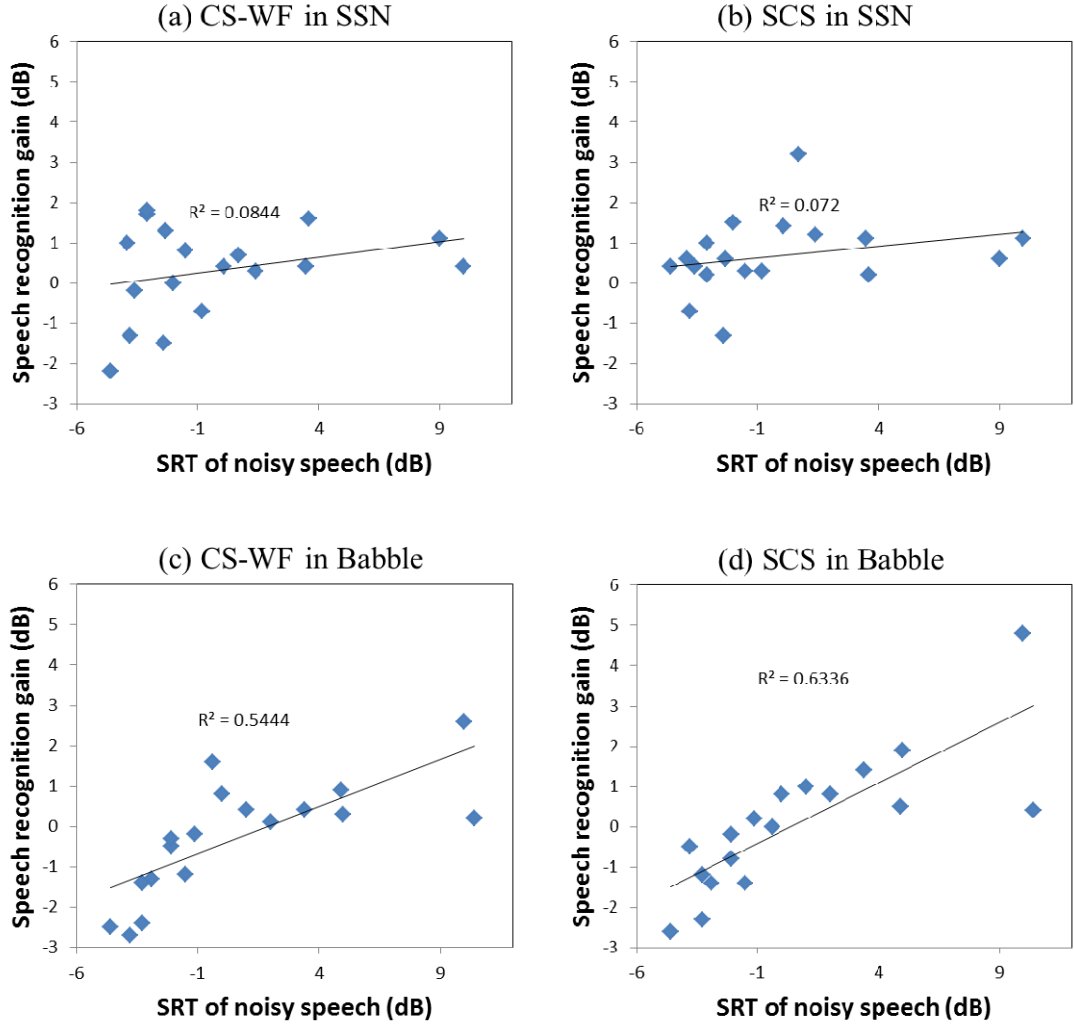 (a) CS-WF in SSN
Speech recognition gain (dB)
6
5
4
3
2
1
0
-1
-2
-3
R² = 0.0844
-6 -1 4 9
SRT of noisy speech (dB)
(b) SCS in SSN
Speech recognition gain (dB)
6
5
4
3
2
1
0
-1
-2
-3
R² = 0.072
-6 -1 4 9
SRT of noisy speech (dB)
(c) CS-WF in Babble
Speech recognition gain (dB)
6
5
4
3
2
1
0
-1
-2
-3
R² = 0.5444
-6 -1 4 9
SRT of noisy speech (dB)
(d) SCS in Babble
Speech recognition gain (dB)
6
5
4
3
2
1
0
-1
-2
-3
R² = 0.6336
-6 -1 4 9
SRT of noisy speech (dB)